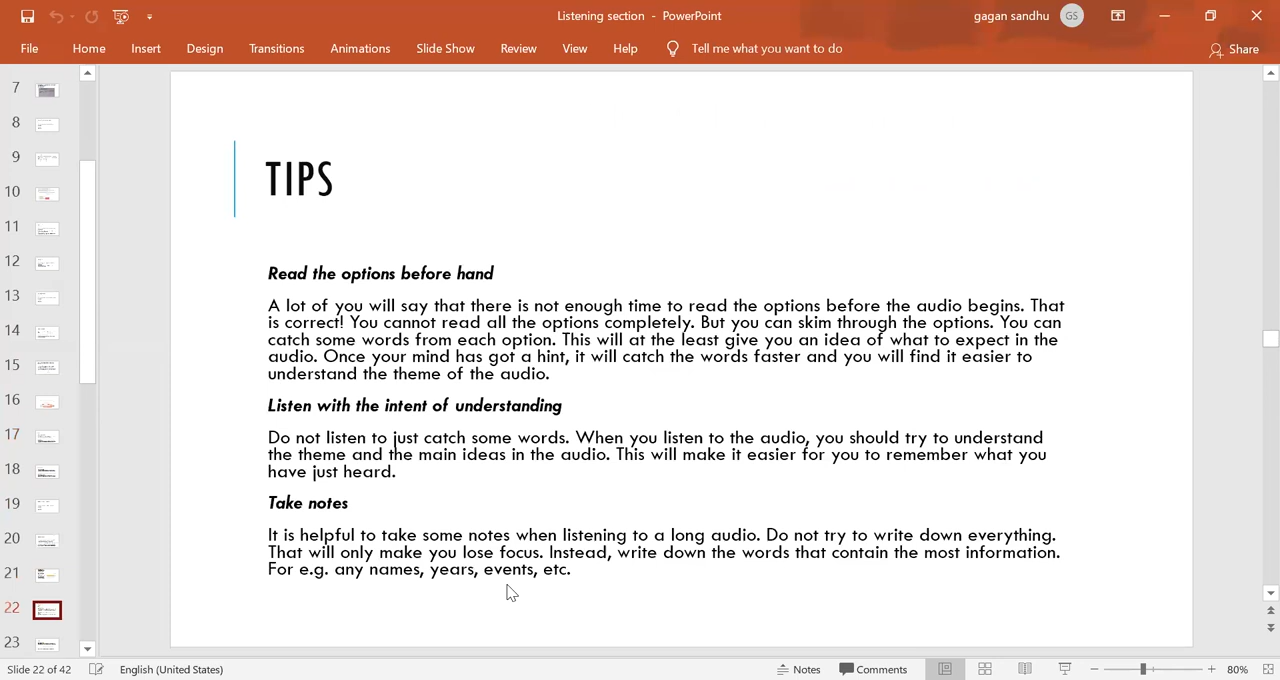 Listening section - PowerPoint
gagan sandhu GS
File Home Insert Design Transitions Animations Slide Show Review View Help Tell me what you want to do Share
7
8
9
10
11
12
13
14
15
16
17
18
19
20
21
22
23
TIPS
Read the options before hand
A lot of you will say that there is not enough time to read the options before the audio begins. That
is correct! You cannot read all the options completely. But you can skim through the options. You can
catch some words from each option. This will at the least give you an idea of what to expect in the
audio. Once your mind has got a hint, it will catch the words faster and you will find it easier to
understand the theme of the audio.
Listen with the intent of understanding
Do not listen to just catch some words. When you listen to the audio, you should try to understand
the theme and the main ideas in the audio. This will make it easier for you to remember what you
have just heard.
Take notes
It is helpful to take some notes when listening to a long audio. Do not try to write down everything.
That will only make you lose focus. Instead, write down the words that contain the most information.
For e.g. any names, years, events, etc.
Slide 22 of 42 English (United States) Notes Comments 80%